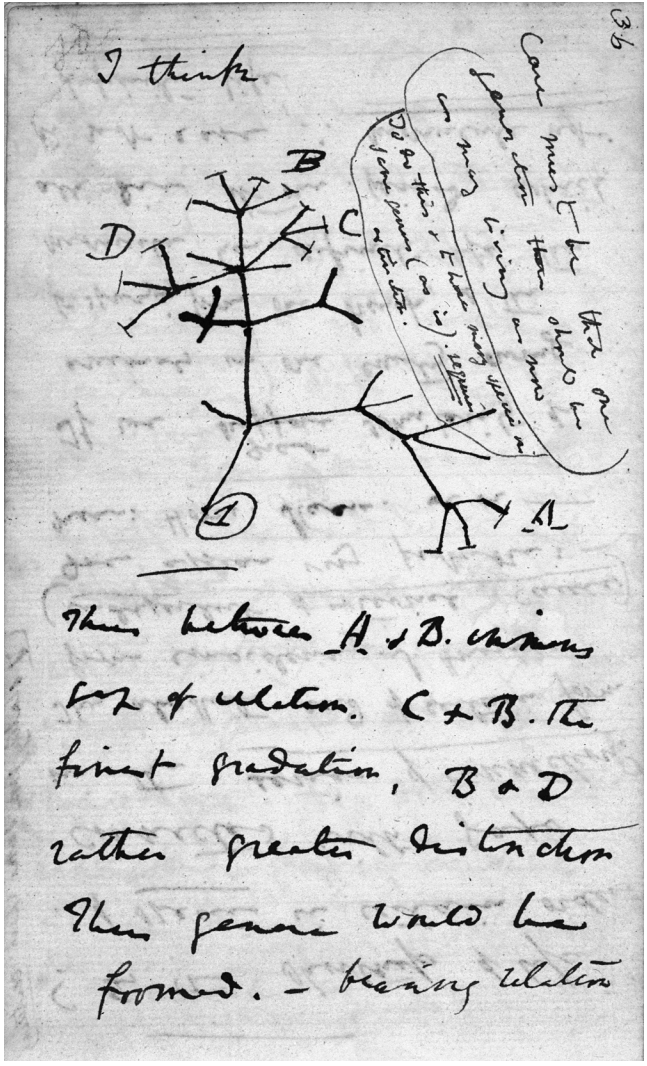 36
I think
Case must be that one
generation then should be
as many living as now
To do this & to have many species in
same genus (as is). requires
extinction.
B
C
D
A
1
Thus between A & B. immens
gap of relation. C & B. the
finest gradation, B & D
rather greater distinction
Thus genera would be
formed. — bearing relation